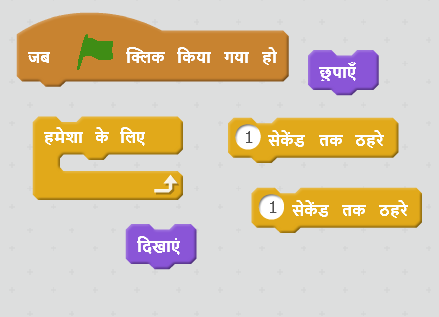 जब क्लिक किया गया हो
छुपाएँ
हमेशा के लिए
1 सेकेंड तक ठहरे
1 सेकेंड तक ठहरे
दिखाएं